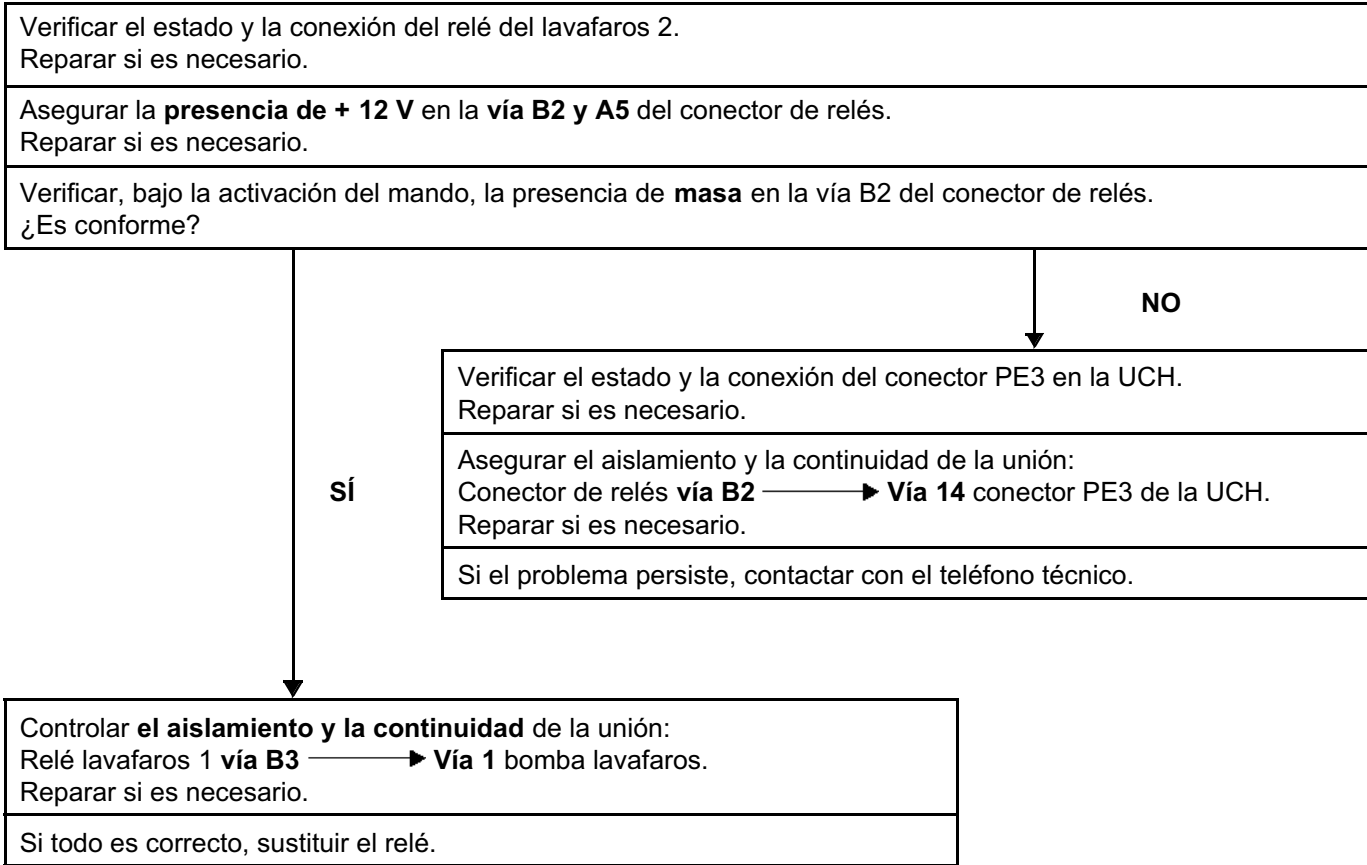 Verificar el estado y la conexión del relé del lavafaros 2.
Reparar si es necesario.
Asegurar la presencia de + 12 V en la vía B2 y A5 del conector de relés.
Reparar si es necesario.
Verificar, bajo la activación del mando, la presencia de masa en la vía B2 del conector de relés.
¿Es conforme?
NO
Verificar el estado y la conexión del conector PE3 en la UCH.
Reparar si es necesario.
Asegurar el aislamiento y la continuidad de la unión:
Conector de relés vía B2 Vía 14 conector PE3 de la UCH.
Reparar si es necesario.
Si el problema persiste, contactar con el teléfono técnico.
SÍ
Controlar el aislamiento y la continuidad de la unión:
Relé lavafaros 1 vía B3 Vía 1 bomba lavafaros.
Reparar si es necesario.
Si todo es correcto, sustituir el relé.